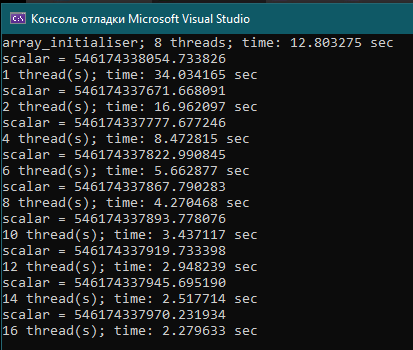 Консоль отладки Microsoft Visual Studio
array_initialiser; 8 threads; time: 12.803275 sec
scalar = 546174338054.733826
1 thread(s); time: 34.034165 sec
scalar = 546174337671.668091
2 thread(s); time: 16.962097 sec
scalar = 546174337777.677246
4 thread(s); time: 8.472815 sec
scalar = 546174337822.990845
6 thread(s); time: 5.662877 sec
scalar = 546174337867.790283
8 thread(s); time: 4.270468 sec
scalar = 546174337893.778076
10 thread(s); time: 3.437117 sec
scalar = 546174337919.733398
12 thread(s); time: 2.948239 sec
scalar = 546174337945.695190
14 thread(s); time: 2.517714 sec
scalar = 546174337970.231934
16 thread(s); time: 2.279633 sec